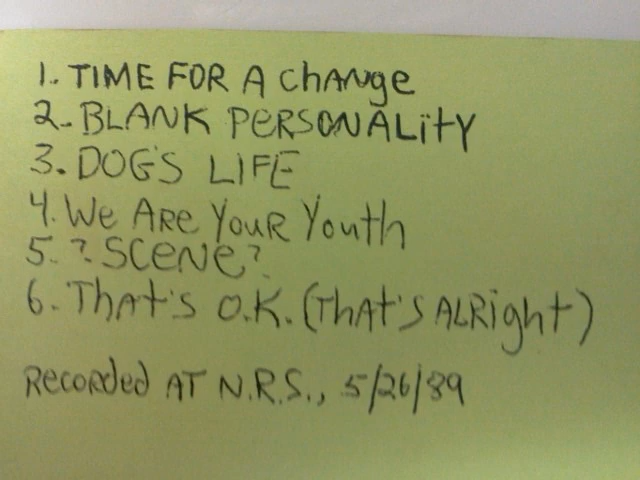 1. TIME FOR A CHANGE
2. BLANK PERSONALiTY
3. DOG'S LIFE
4. We ARe YouR Youth
5. ? SCeNe?
6. ThAt's O.K. (ThAt'S ALRight)
RecoRded AT N.R.S., 5/26/89